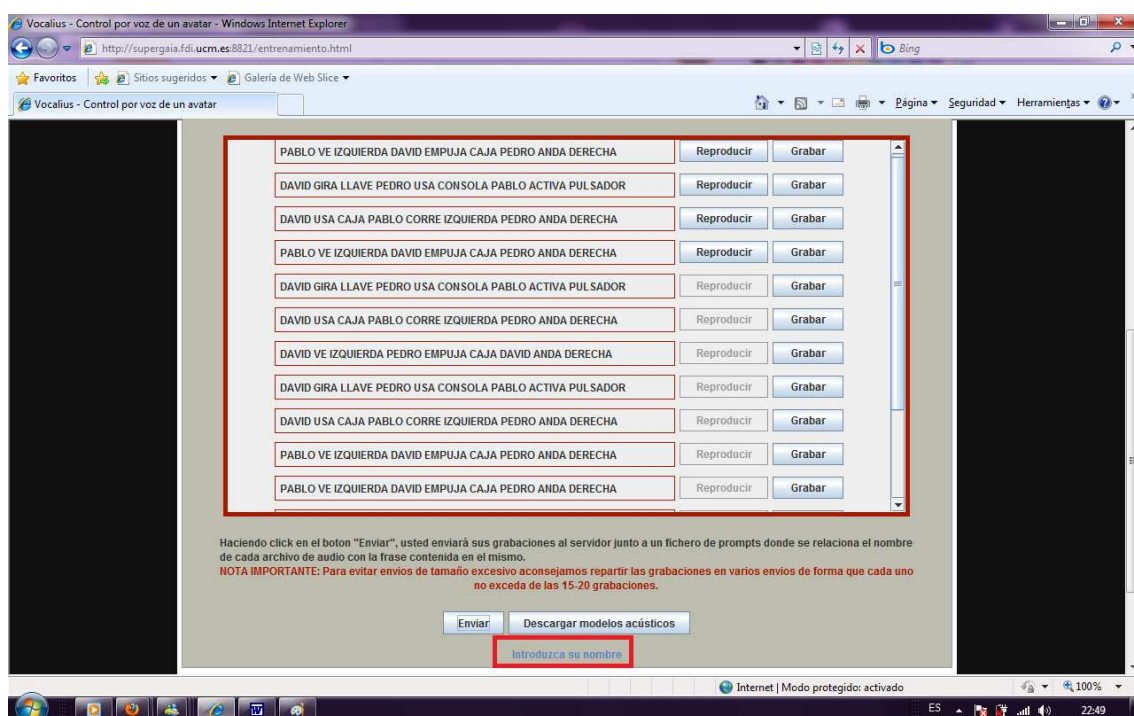 Vocalius - Control por voz de un avatar - Windows Internet Explorer
http://supergaia.fdi.ucm.es:8821/entrenamiento.html
Bing
Favoritos
Sitios sugeridos
Galería de Web Slice
Vocalius - Control por voz de un avatar
Página
Seguridad
Herramientas
PABLO VE IZQUIERDA DAVID EMPUJA CAJA PEDRO ANDA DERECHA Reproducir Grabar
DAVID GIRA LLAVE PEDRO USA CONSOLA PABLO ACTIVA PULSADOR Reproducir Grabar
DAVID USA CAJA PABLO CORRE IZQUIERDA PEDRO ANDA DERECHA Reproducir Grabar
PABLO VE IZQUIERDA DAVID EMPUJA CAJA PEDRO ANDA DERECHA Reproducir Grabar
DAVID GIRA LLAVE PEDRO USA CONSOLA PABLO ACTIVA PULSADOR Reproducir Grabar
DAVID USA CAJA PABLO CORRE IZQUIERDA PEDRO ANDA DERECHA Reproducir Grabar
DAVID VE IZQUIERDA PEDRO EMPUJA CAJA DAVID ANDA DERECHA Reproducir Grabar
DAVID GIRA LLAVE PEDRO USA CONSOLA PABLO ACTIVA PULSADOR Reproducir Grabar
DAVID USA CAJA PABLO CORRE IZQUIERDA PEDRO ANDA DERECHA Reproducir Grabar
PABLO VE IZQUIERDA DAVID EMPUJA CAJA PEDRO ANDA DERECHA Reproducir Grabar
PABLO VE IZQUIERDA DAVID EMPUJA CAJA PEDRO ANDA DERECHA Reproducir Grabar
Haciendo click en el boton "Enviar", usted enviará sus grabaciones al servidor junto a un fichero de prompts donde se relaciona el nombre
de cada archivo de audio con la frase contenida en el mismo.
NOTA IMPORTANTE: Para evitar envios de tamaño excesivo aconsejamos repartir las grabaciones en varios envios de forma que cada uno
no exceda de las 15-20 grabaciones.
Enviar Descargar modelos acústicos
Introduzca su nombre
Internet | Modo protegido: activado
100%
ES
22:49